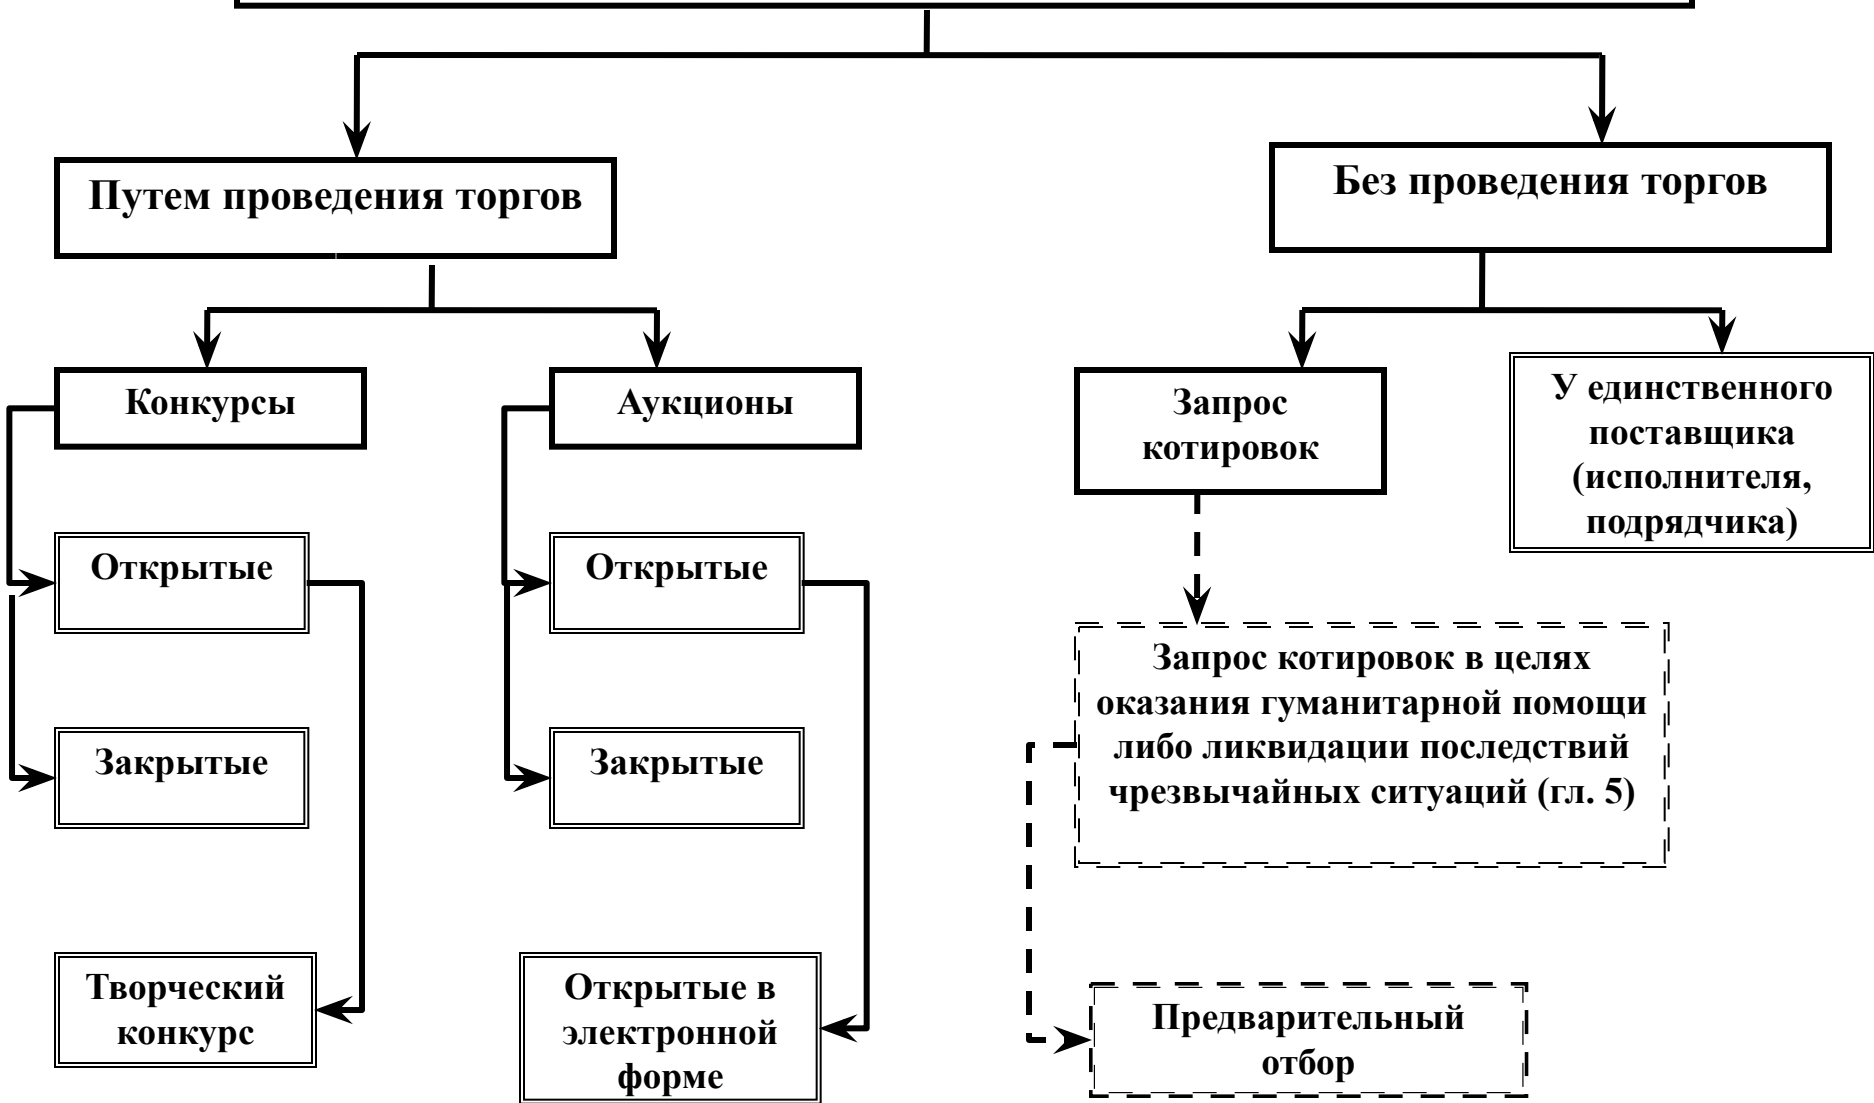 Путем проведения торгов
Без проведения торгов
Конкурсы
Аукционы
Запрос
котировок
У единственного
поставщика
(исполнителя,
подрядчика)
Открытые
Открытые
Закрытые
Закрытые
Запрос котировок в целях
оказания гуманитарной помощи
либо ликвидации последствий
чрезвычайных ситуаций (гл. 5)
Творческий
конкурс
Открытые в
электронной
форме
Предварительный
отбор